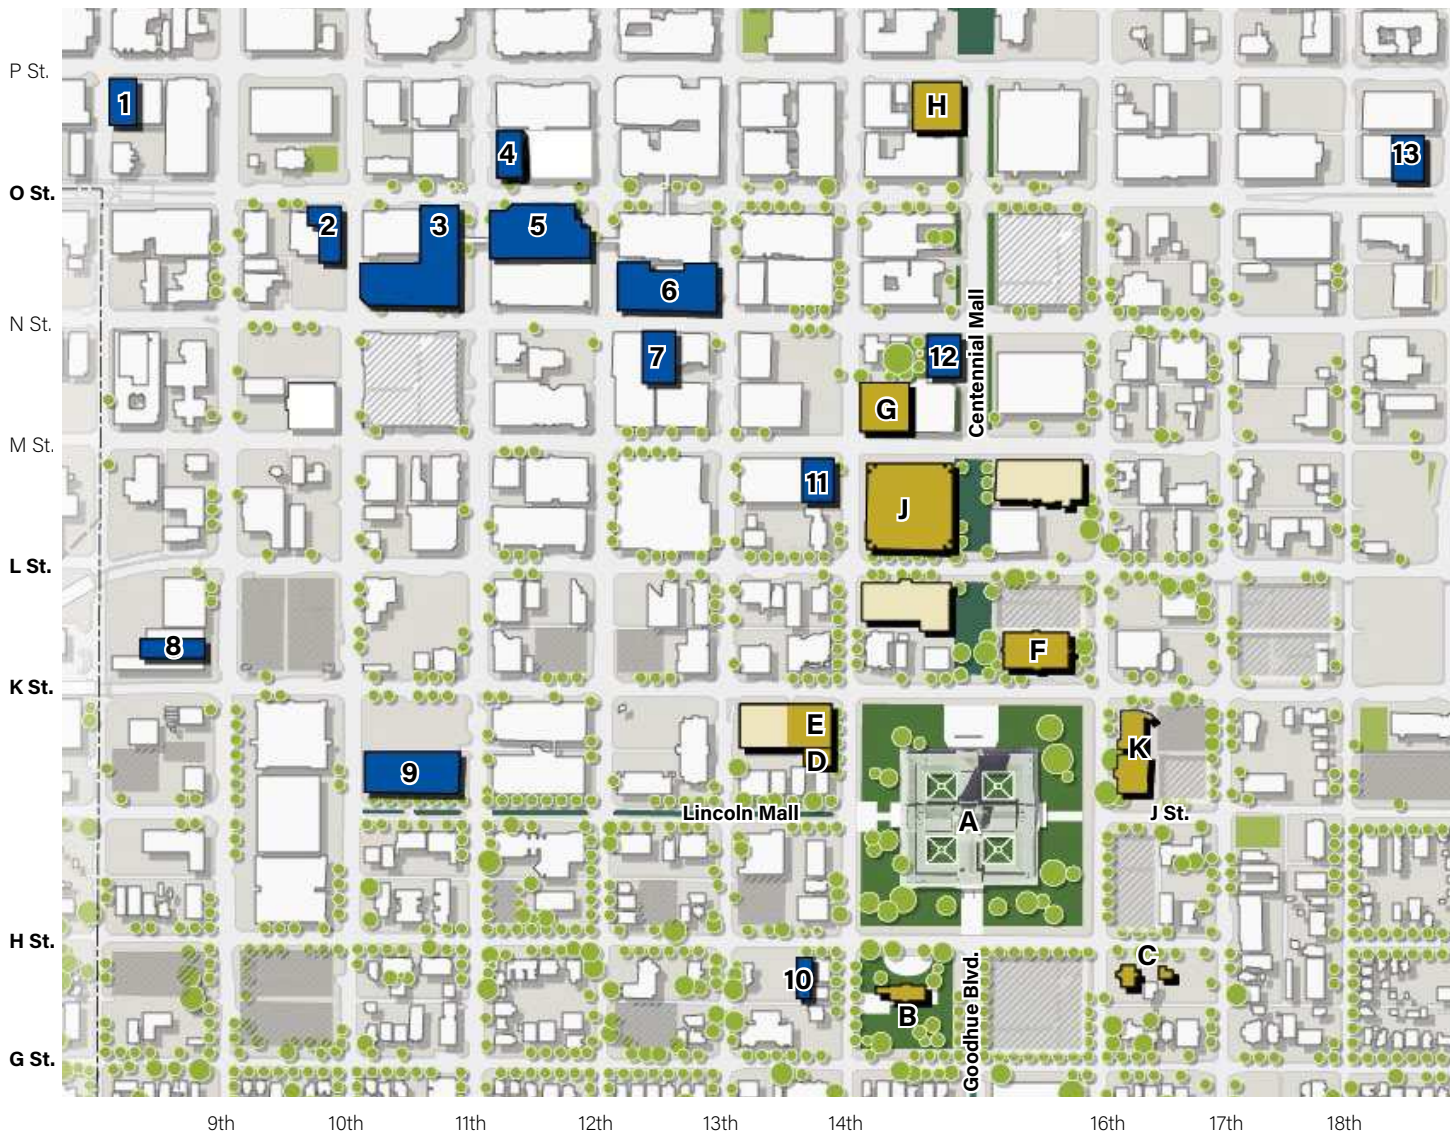 P St.
1
H
4
13
O St.
2
3
5
6
N St.
7
12
Centennial Mall
G
M St.
11
J
L St.
8
F
K St.
E
K
D
9
Lincoln Mall
J St.
A
H St.
C
10
B
Goodhue Blvd.
G St.
9th 10th 11th 12th 13th 14th 16th 17th 18th